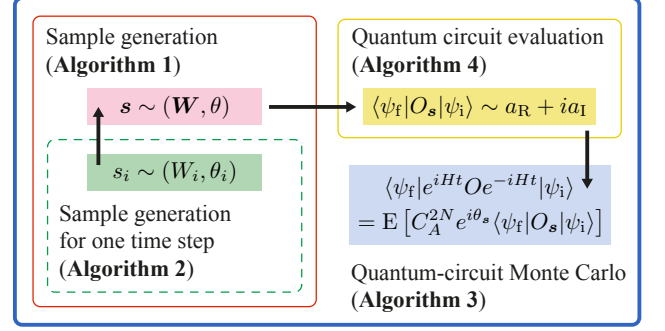 Sample generation
(Algorithm 1)
s ∼ (W, θ)
s_i ∼ (W_i, θ_i)
Sample generation
for one time step
(Algorithm 2)
Quantum circuit evaluation
(Algorithm 4)
⟨ψ_f|O_s|ψ_i⟩ ∼ a_R + ia_I
⟨ψ_f|e^{iHt}Oe^{-iHt}|ψ_i⟩
= E [C_A^{2N} e^{iθ_s}⟨ψ_f|O_s|ψ_i⟩]
Quantum-circuit Monte Carlo
(Algorithm 3)